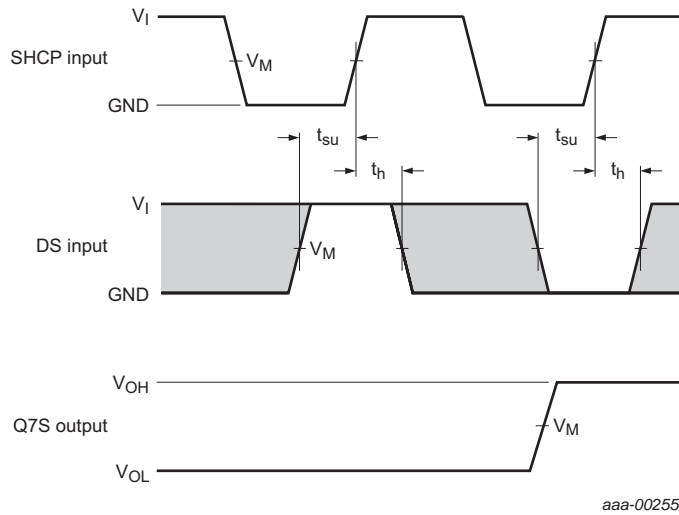 V_I
SHCP input
V_M
GND
t_su
t_su
t_h
t_h
V_I
DS input
V_M
GND
V_OH
Q7S output
V_M
V_OL
aaa-00255